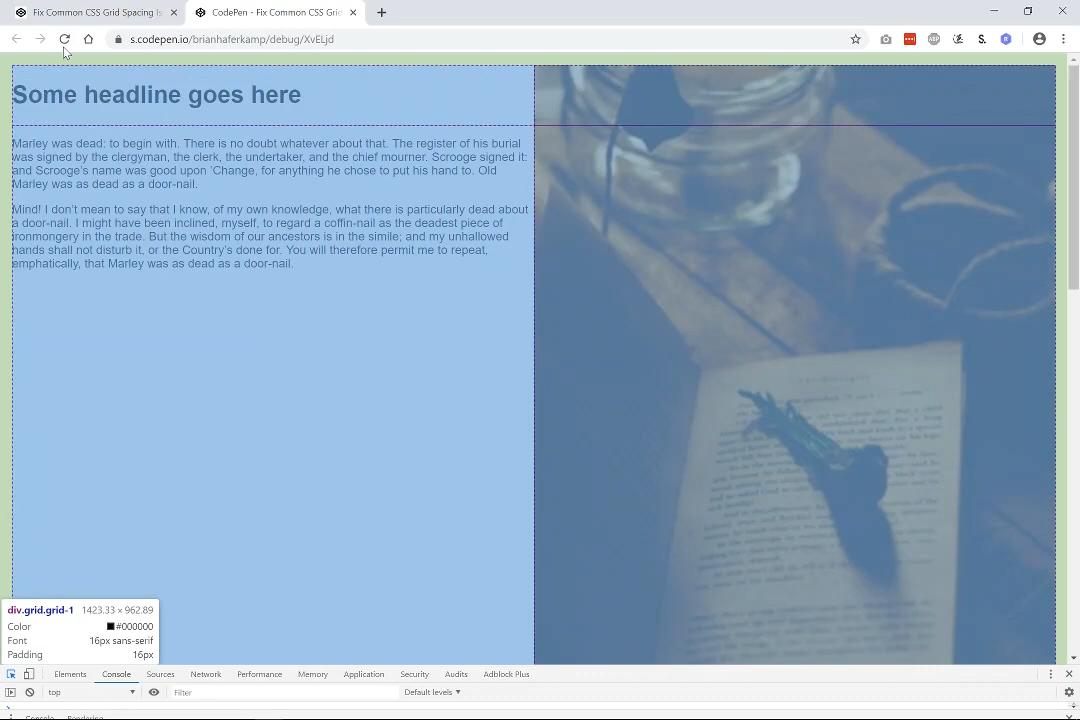 Fix Common CSS Grid Spacing Is
CodePen - Fix Common CSS Grid
s.codepen.io/brianhaferkamp/debug/XvELjd
ABP
S.
R
Some headline goes here
Marley was dead: to begin with. There is no doubt whatever about that. The register of his burial
was signed by the clergyman, the clerk, the undertaker, and the chief mourner. Scrooge signed it:
and Scrooge's name was good upon 'Change, for anything he chose to put his hand to. Old
Marley was as dead as a door-nail.
Mind! I don't mean to say that I know, of my own knowledge, what there is particularly dead about
a door-nail. I might have been inclined, myself, to regard a coffin-nail as the deadest piece of
ironmongery in the trade. But the wisdom of our ancestors is in the simile; and my unhallowed
hands shall not disturb it, or the Country's done for. You will therefore permit me to repeat,
emphatically, that Marley was as dead as a door-nail.
div.grid.grid-1 1423.33 × 962.89
Color #000000
Font 16px sans-serif
Padding 16px
Elements Console Sources Network Performance Memory Application Security Audits Adblock Plus
top Filter Default levels
Console Rendering